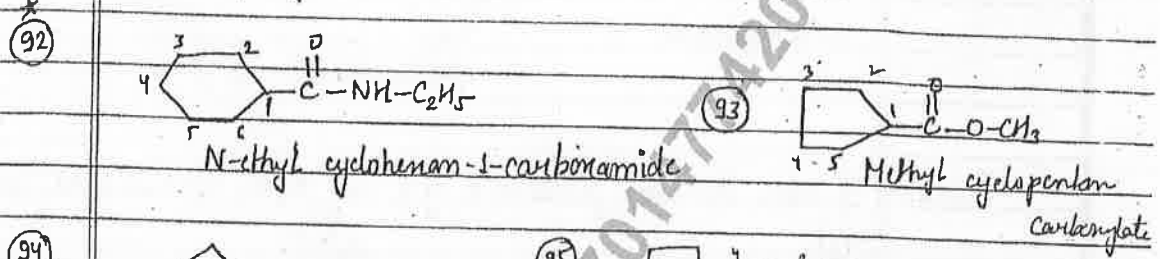 92
3 2 O
4 1 C-NH-C₂H₅
5 6
N-ethyl cyclohexan-1-carboxamide
93
3 2 O
1 C-O-CH₃
4 5
Methyl cyclopentan
Carboxylate
94
95